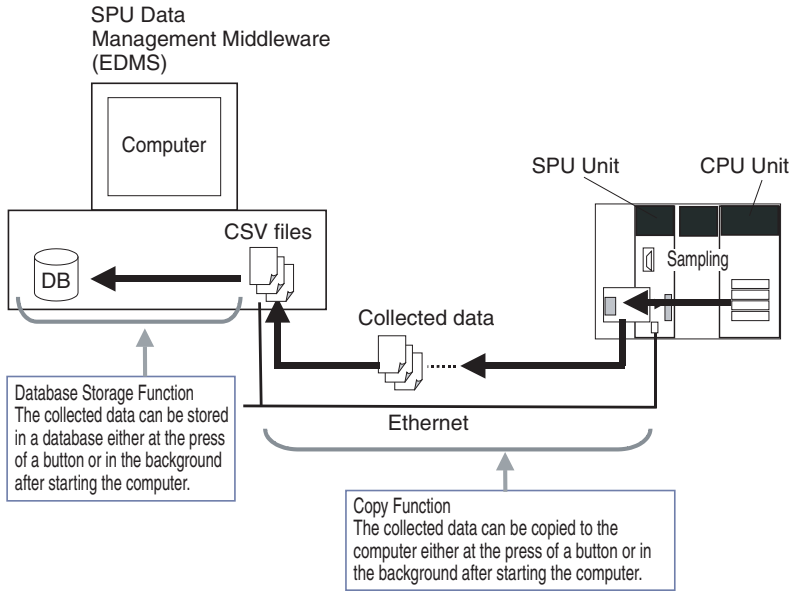 SPU Data
Management Middleware
(EDMS)
Computer
SPU Unit
CPU Unit
CSV files
Sampling
DB
Collected data
Database Storage Function
The collected data can be stored
in a database either at the press
of a button or in the background
after starting the computer.
Ethernet
Copy Function
The collected data can be copied to the
computer either at the press of a button or in
the background after starting the computer.